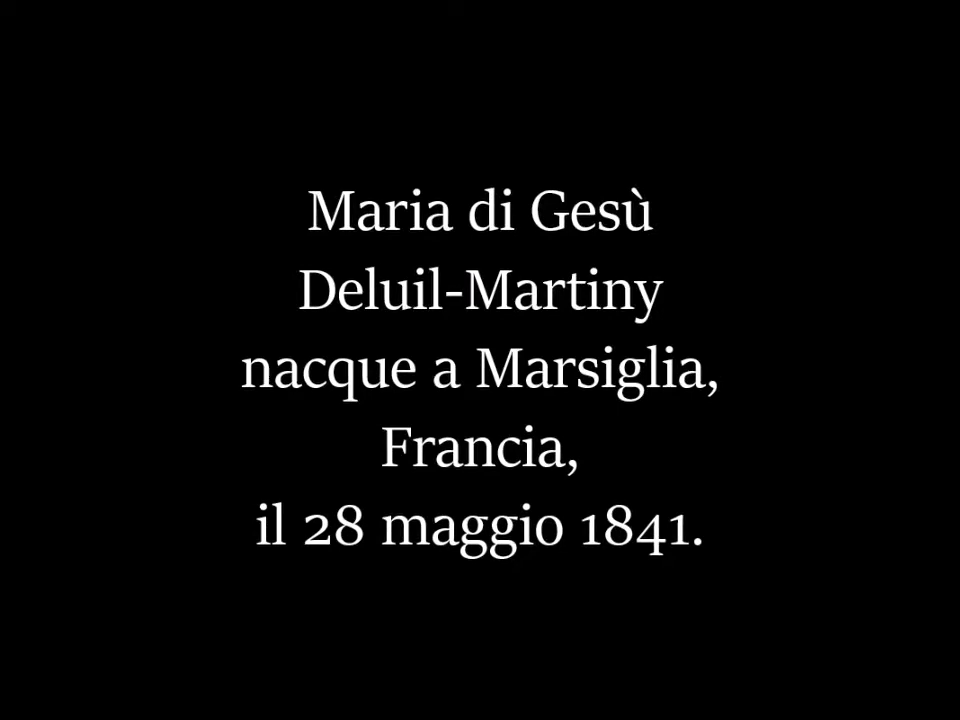 Maria di Gesù
Deluil-Martiny
nacque a Marsiglia,
Francia,
il 28 maggio 1841.